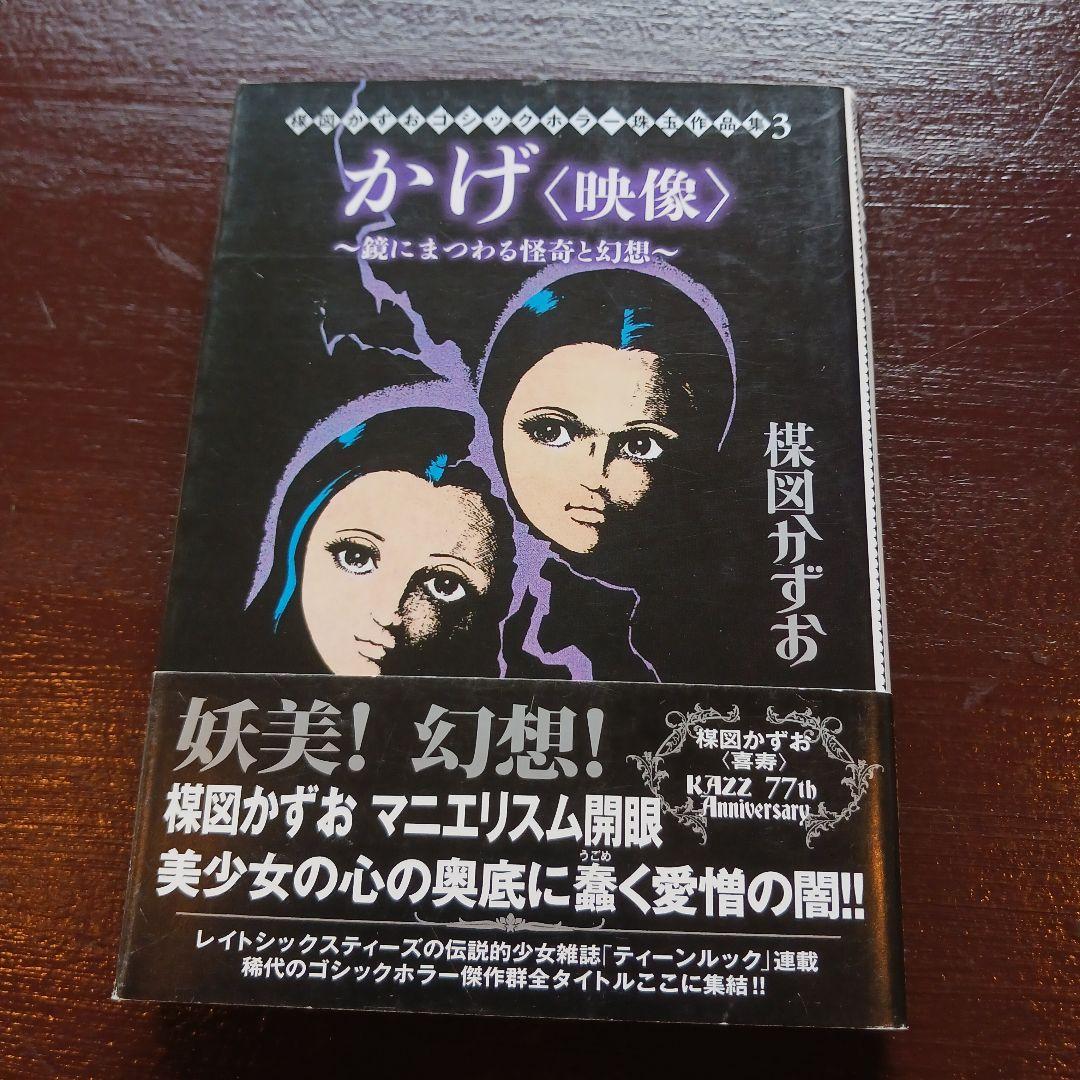 楳図かずおゴシックホラー珠玉作品集3
かげ〈映像〉
～鏡にまつわる怪奇と幻想～
楳図かずお
妖美! 幻想!
楳図かずお マニエリスム開眼
美少女の心の奥底に蠢く愛憎の闇!!
うごめ
楳図かずお
〈喜寿〉
KAZZ 77th
Anniversary
レイトシックスティーズの伝説的少女雑誌「ティーンルック」連載
稀代のゴシックホラー傑作群全タイトルここに集結!!